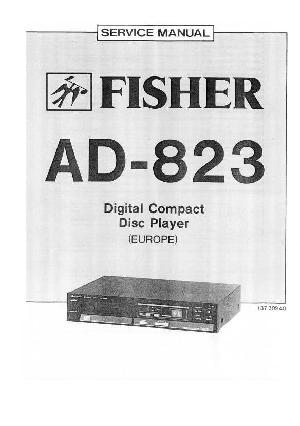 SERVICE MANUAL
FISHER
AD-823
Digital Compact
Disc Player
(EUROPE)